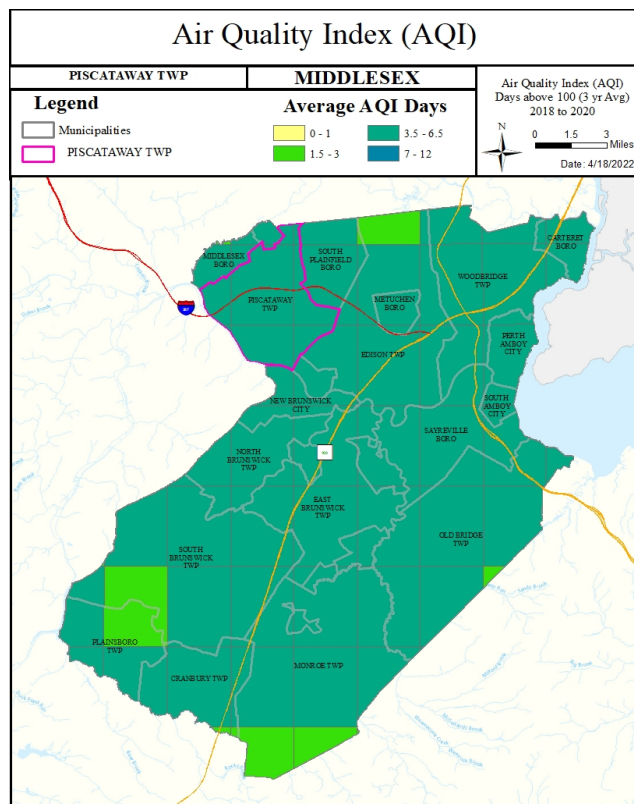 Air Quality Index (AQI)
PISCATAWAY TWP
MIDDLESEX
Air Quality Index (AQI)
Days above 100 (3 yr Avg)
2018 to 2020
Legend
Municipalities
PISCATAWAY TWP
Average AQI Days
0 - 1
3.5 - 6.5
1.5 - 3
7 - 12
N
0 1.5 3
Miles
Date: 4/18/2022
MIDDLESEX
BORO
SOUTH
PLAINFIELD
BORO
CARTERET
BORO
WOODBRIDGE
TWP
PISCATAWAY
TWP
METUCHEN
BORO
PERTH
AMBOY
CITY
EDISON TWP
NEW BRUNSWICK
CITY
SOUTH
AMBOY
CITY
SAYREVILLE
BORO
NORTH
BRUNSWICK
TWP
EAST
BRUNSWICK
TWP
OLD BRIDGE
TWP
SOUTH
BRUNSWICK
TWP
PLAINSBORO
TWP
CRANBURY TWP
MONROE TWP